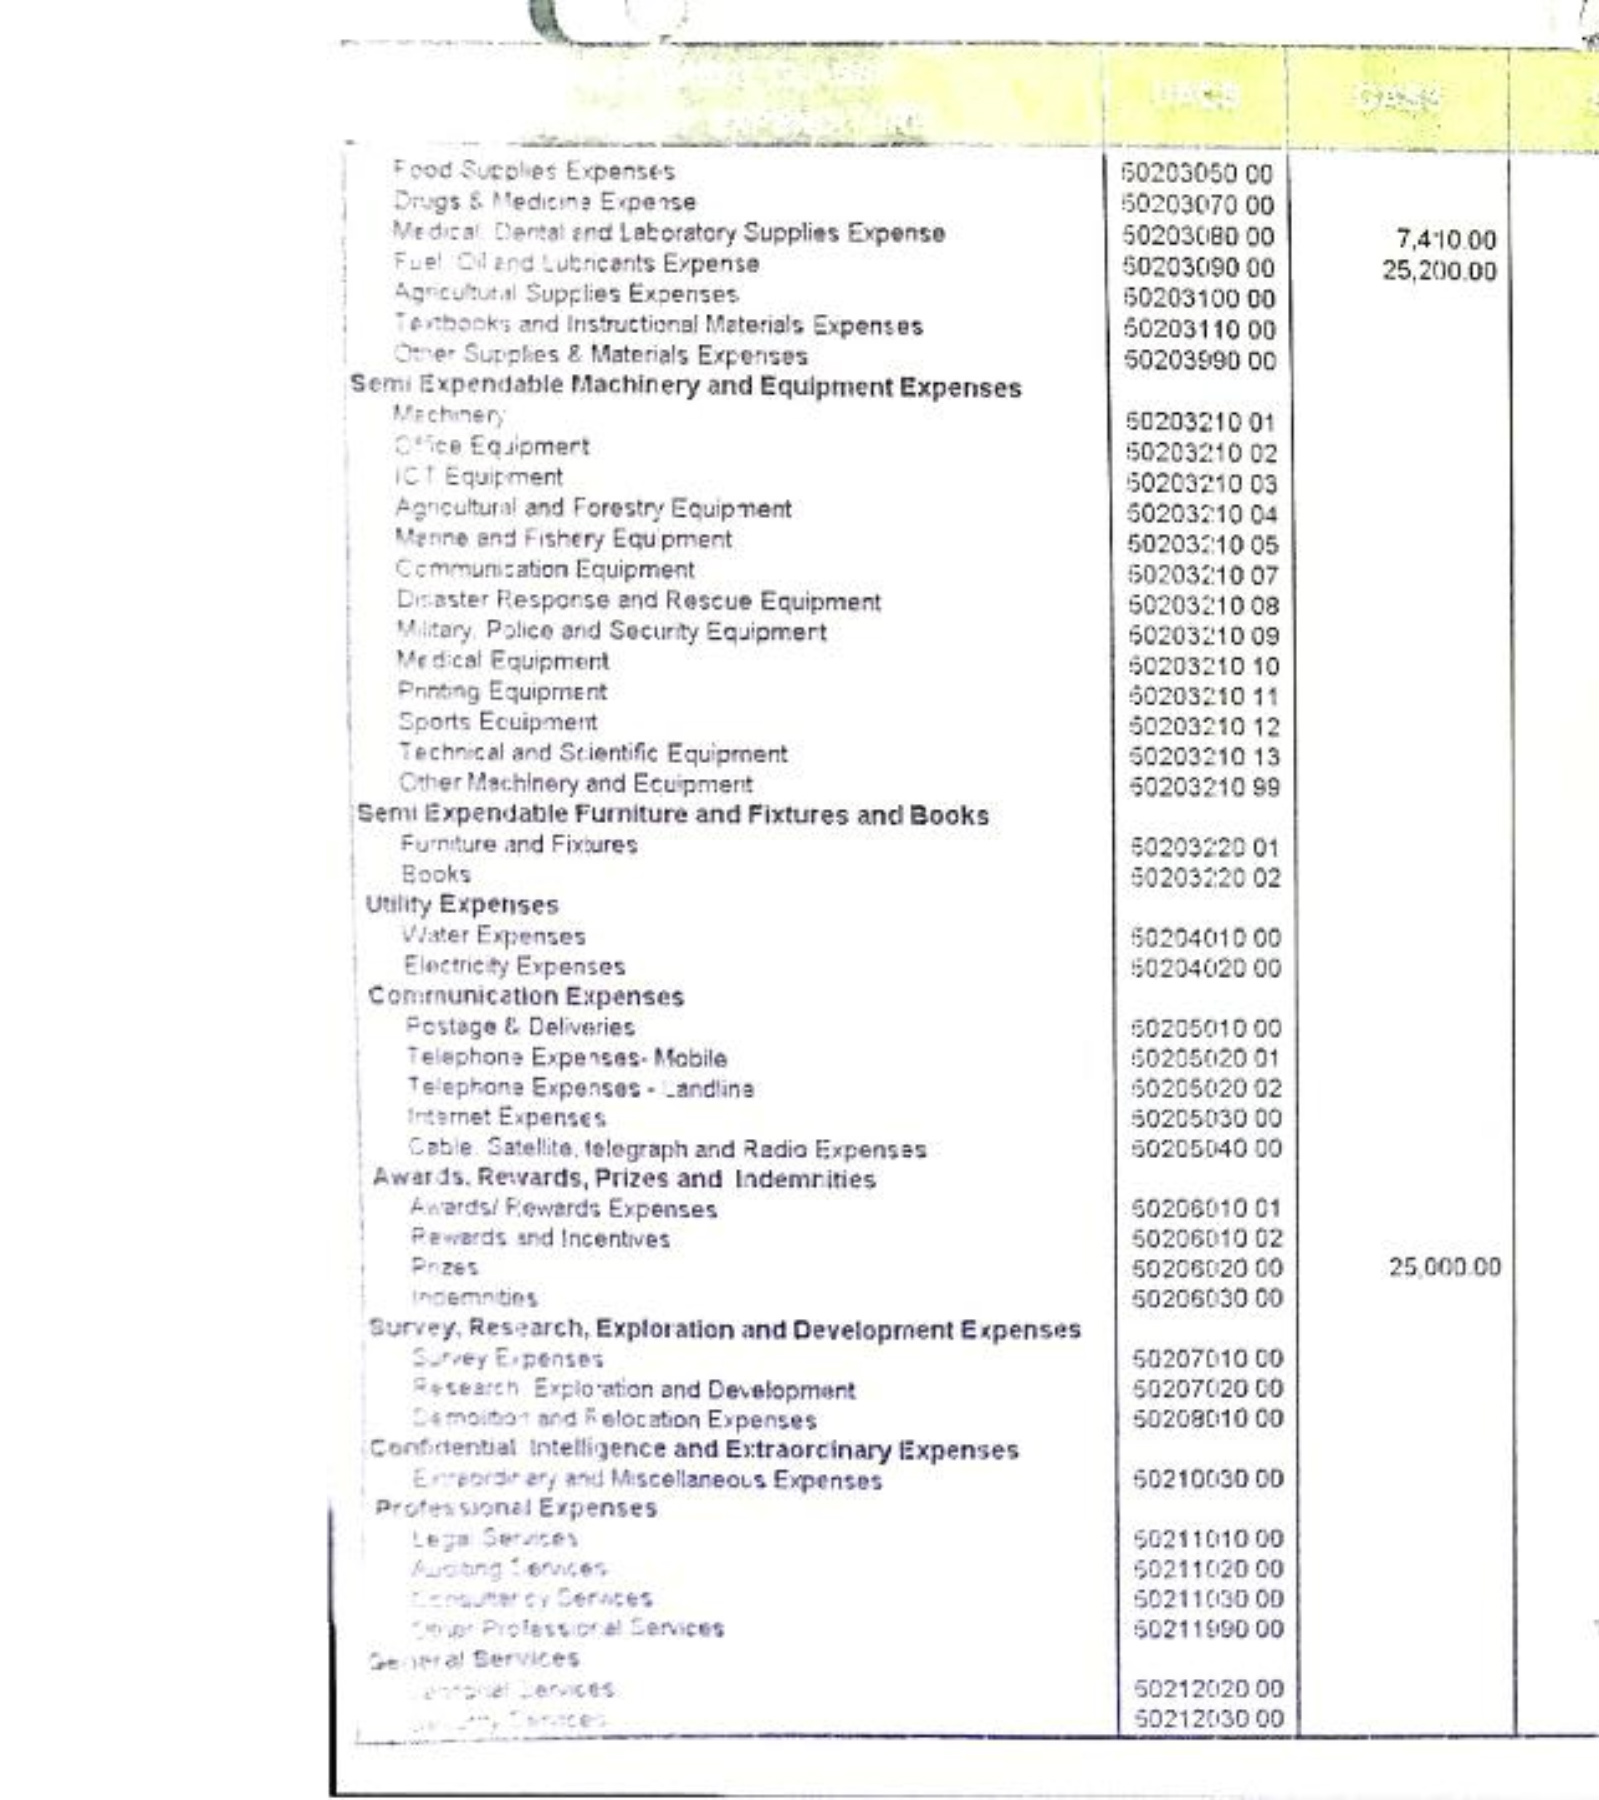 UACS CASH
Food Supplies Expenses 50203050 00
Drugs & Medicine Expense 50203070 00
Medical, Dental and Laboratory Supplies Expense 50203080 00 7,410.00
Fuel, Oil and Lubricants Expense 50203090 00 25,200.00
Agricultural Supplies Expenses 50203100 00
Textbooks and Instructional Materials Expenses 50203110 00
Other Supplies & Materials Expenses 50203990 00
Semi Expendable Machinery and Equipment Expenses
Machinery 50203210 01
Office Equipment 50203210 02
ICT Equipment 50203210 03
Agricultural and Forestry Equipment 50203210 04
Marine and Fishery Equipment 50203210 05
Communication Equipment 50203210 07
Disaster Response and Rescue Equipment 50203210 08
Military, Police and Security Equipment 50203210 09
Medical Equipment 50203210 10
Printing Equipment 50203210 11
Sports Equipment 50203210 12
Technical and Scientific Equipment 50203210 13
Other Machinery and Equipment 50203210 99
Semi Expendable Furniture and Fixtures and Books
Furniture and Fixtures 50203220 01
Books 50203220 02
Utility Expenses
Water Expenses 50204010 00
Electricity Expenses 50204020 00
Communication Expenses
Postage & Deliveries 50205010 00
Telephone Expenses- Mobile 50205020 01
Telephone Expenses - Landline 50205020 02
Internet Expenses 50205030 00
Cable, Satellite, telegraph and Radio Expenses 50205040 00
Awards, Rewards, Prizes and Indemnities
Awards/ Rewards Expenses 50206010 01
Rewards and Incentives 50206010 02
Prizes 50206020 00 25,000.00
Indemnities 50206030 00
Survey, Research, Exploration and Development Expenses
Survey Expenses 50207010 00
Research, Exploration and Development 50207020 00
Demolition and Relocation Expenses 50208010 00
Confidential, Intelligence and Extraordinary Expenses
Extraordinary and Miscellaneous Expenses 50210030 00
Professional Expenses
Legal Services 50211010 00
Auditing Services 50211020 00
Consultancy Services 50211030 00
Other Professional Services 50211990 00
General Services
Janitorial Services 50212020 00
Security Services 50212030 00